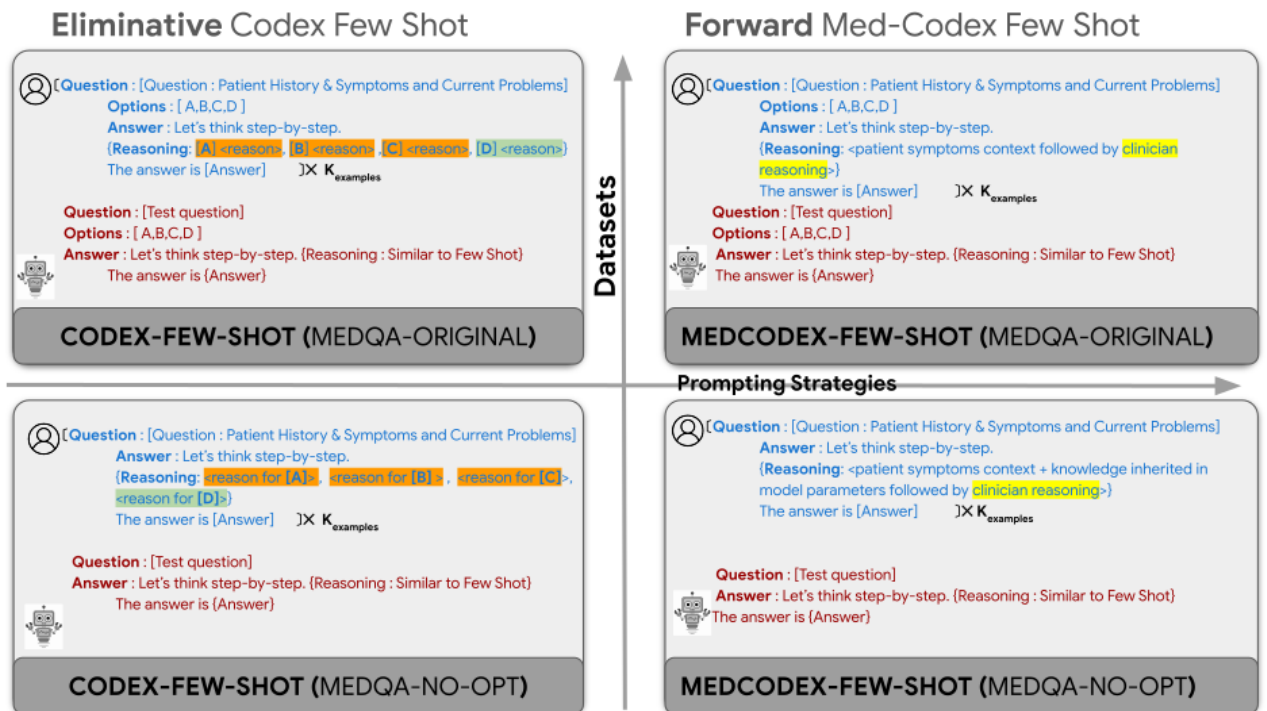 Eliminative Codex Few Shot
[Question : [Question : Patient History & Symptoms and Current Problems]
Options : [ A,B,C,D ]
Answer : Let's think step-by-step.
{Reasoning: [A] <reason>, [B] <reason> ,[C] <reason>, [D] <reason>}
The answer is [Answer] ]X K examples
Question : [Test question]
Options : [ A,B,C,D ]
Answer : Let's think step-by-step. {Reasoning : Similar to Few Shot}
The answer is {Answer}
CODEX-FEW-SHOT (MEDQA-ORIGINAL)
Forward Med-Codex Few Shot
[Question : [Question : Patient History & Symptoms and Current Problems]
Options : [ A,B,C,D ]
Answer : Let's think step-by-step.
{Reasoning: <patient symptoms context followed by clinician
reasoning>}
The answer is [Answer] ]X K examples
Question : [Test question]
Options : [ A,B,C,D ]
Answer : Let's think step-by-step. {Reasoning : Similar to Few Shot}
The answer is {Answer}
MEDCODEX-FEW-SHOT (MEDQA-ORIGINAL)
Datasets
Prompting Strategies
[Question : [Question : Patient History & Symptoms and Current Problems]
Answer : Let's think step-by-step.
{Reasoning: <reason for [A]> , <reason for [B] > , <reason for [C]>,
<reason for [D]>}
The answer is [Answer] ]X K examples
Question : [Test question]
Answer : Let's think step-by-step. {Reasoning : Similar to Few Shot}
The answer is {Answer}
CODEX-FEW-SHOT (MEDQA-NO-OPT)
[Question : [Question : Patient History & Symptoms and Current Problems]
Answer : Let's think step-by-step.
{Reasoning: <patient symptoms context + knowledge inherited in
model parameters followed by clinician reasoning>}
The answer is [Answer] ]X K examples
Question : [Test question]
Answer : Let's think step-by-step. {Reasoning : Similar to Few Shot}
The answer is {Answer}
MEDCODEX-FEW-SHOT (MEDQA-NO-OPT)